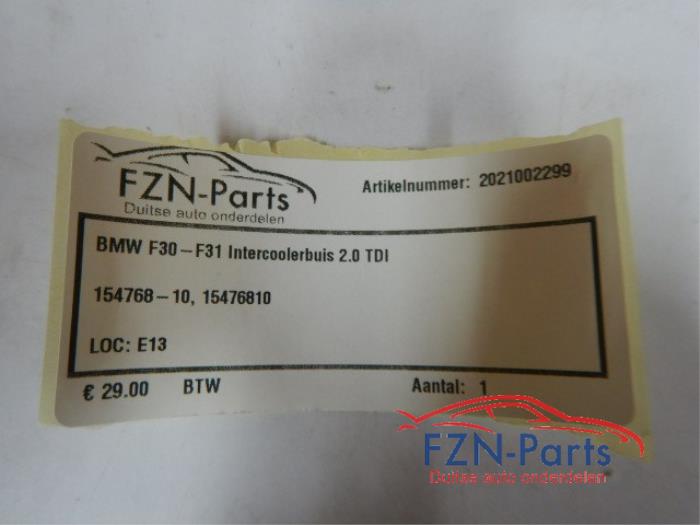 FZN-Parts
Duitse auto onderdelen
Artikelnummer: 2021002299
BMW F30-F31 Intercoolerbuis 2.0 TDI
154768-10, 15476810
LOC: E13
€ 29.00 BTW Aantal: 1
FZN-Parts
Duitse auto onderdelen